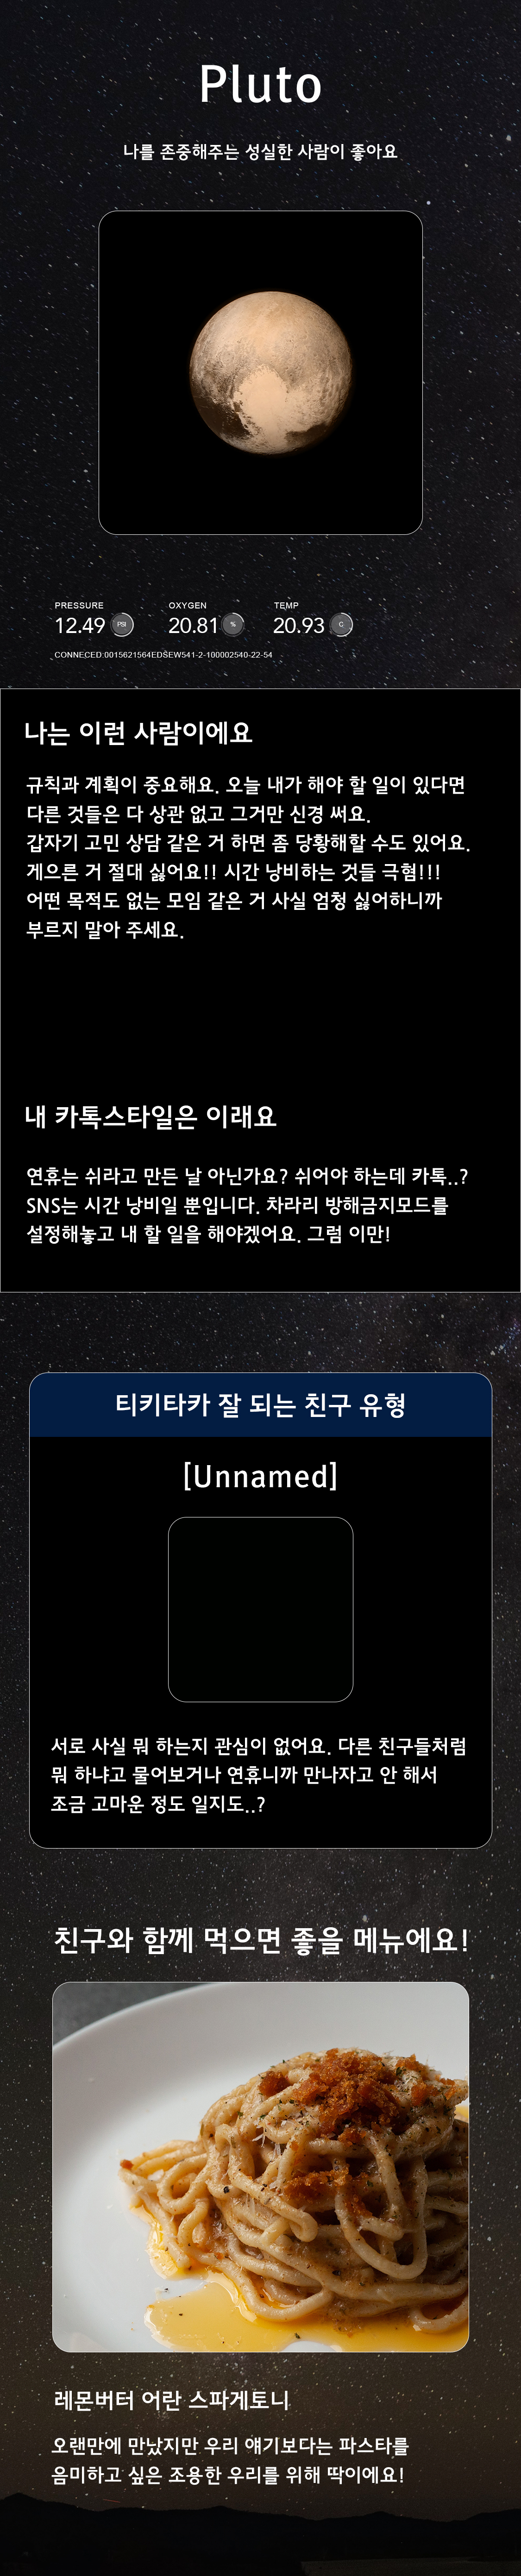 Pluto
나를 존중해주는 성실한 사람이 좋아요
PRESSURE
12.49 PSI
OXYGEN
20.81 %
TEMP
20.93 C
CONNECED:0015621564EDSEW541-2-100002540-22-54
나는 이런 사람이에요
규칙과 계획이 중요해요. 오늘 내가 해야 할 일이 있다면
다른 것들은 다 상관 없고 그거만 신경 써요.
갑자기 고민 상담 같은 거 하면 좀 당황해할 수도 있어요.
게으른 거 절대 싫어요!! 시간 낭비하는 것들 극혐!!!
어떤 목적도 없는 모임 같은 거 사실 엄청 싫어하니까
부르지 말아 주세요.
내 카톡스타일은 이래요
연휴는 쉬라고 만든 날 아닌가요? 쉬어야 하는데 카톡..?
SNS는 시간 낭비일 뿐입니다. 차라리 방해금지모드를
설정해놓고 내 할 일을 해야겠어요. 그럼 이만!
티키타카 잘 되는 친구 유형
[Unnamed]
서로 사실 뭐 하는지 관심이 없어요. 다른 친구들처럼
뭐 하냐고 물어보거나 연휴니까 만나자고 안 해서
조금 고마운 정도 일지도..?
친구와 함께 먹으면 좋을 메뉴에요!
레몬버터 어란 스파게토니
오랜만에 만났지만 우리 얘기보다는 파스타를
음미하고 싶은 조용한 우리를 위해 딱이에요!